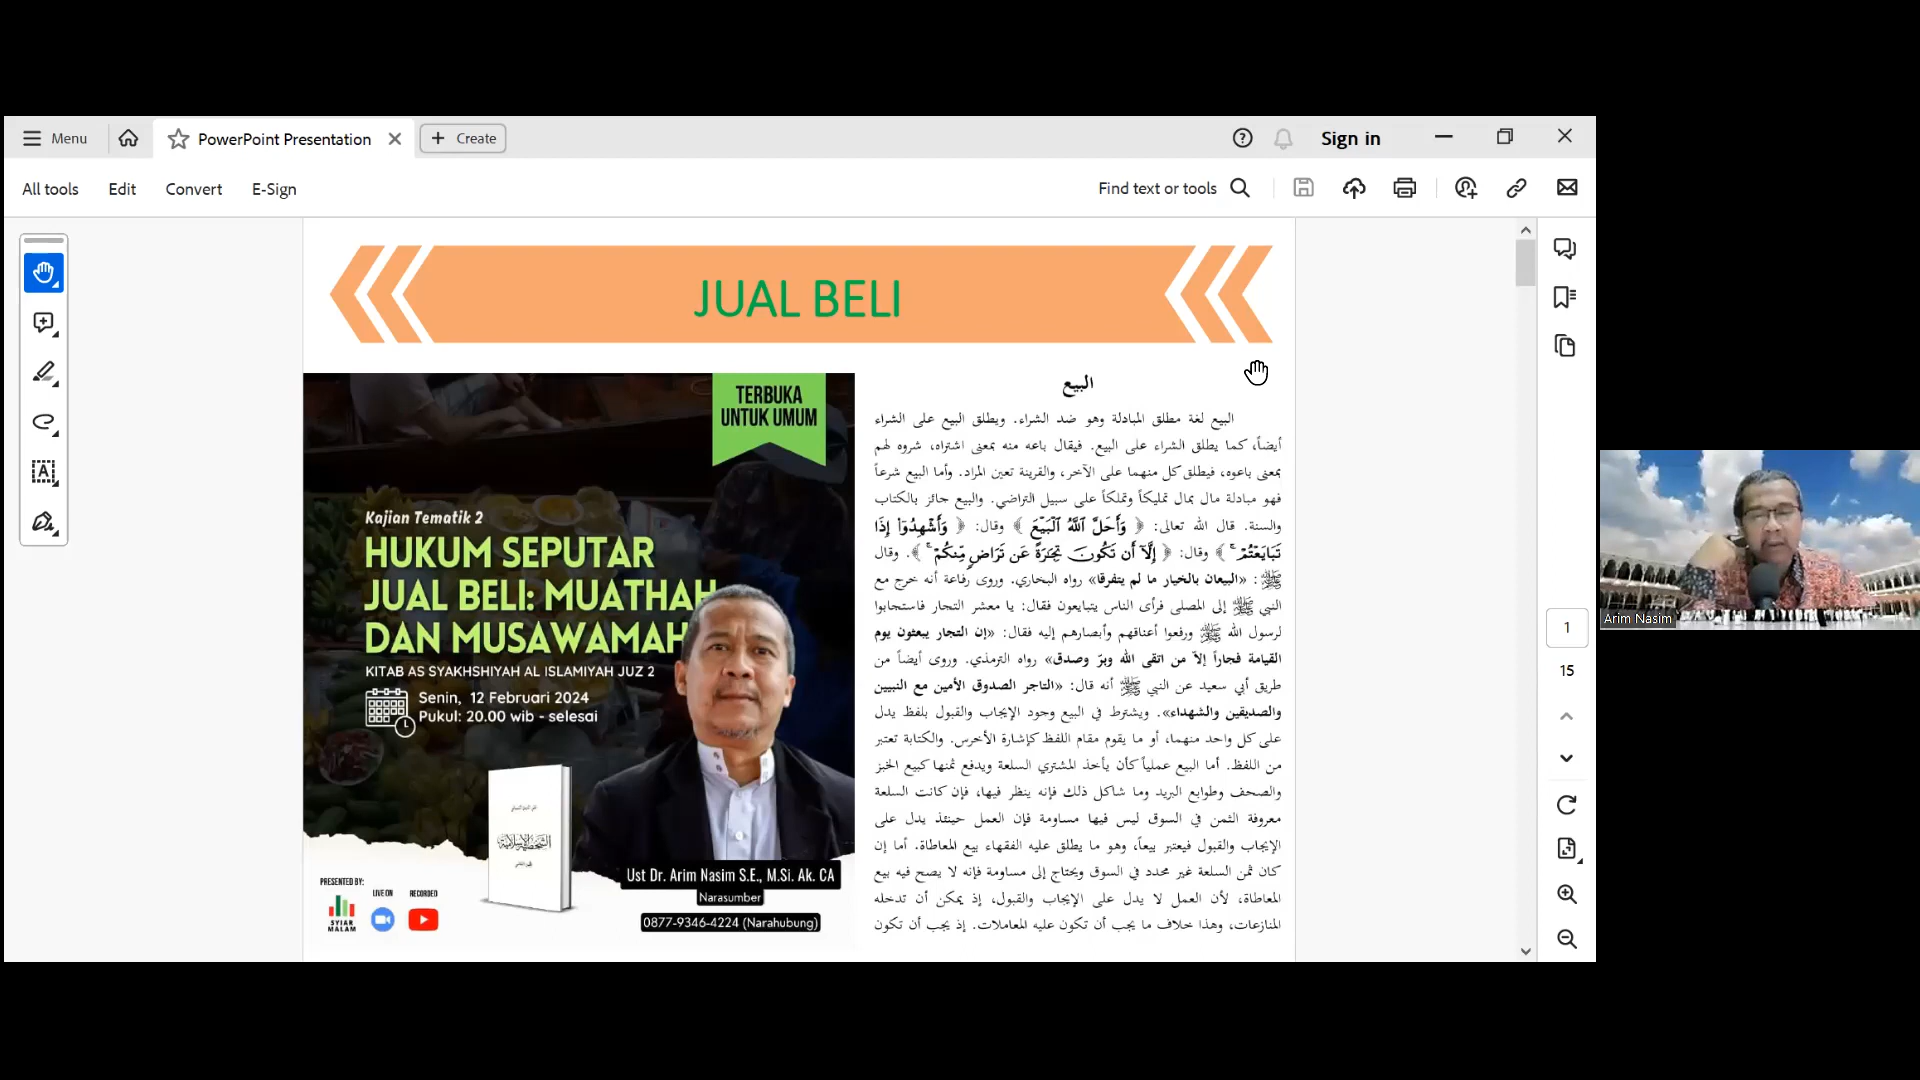 Menu
PowerPoint Presentation
Create
Sign in
All tools
Edit
Convert
E-Sign
Find text or tools
JUAL BELI
TERBUKA
UNTUK UMUM
Kajian Tematik 2
HUKUM SEPUTAR
JUAL BELI: MUATHAH
DAN MUSAWAMAH
KITAB AS SYAKHSHIYAH AL ISLAMIYAH JUZ 2
Senin, 12 Februari 2024
Pukul: 20.00 wib - selesai
PRESENTED BY:
LIVE ON
RECORDED
SYIAR
MALAM
Ust Dr. Arim Nasim S.E., M.Si. Ak. CA
Narasumber
0877-9346-4224 (Narahubung)
البيع
البيع لغة مطلق المبادلة وهو ضد الشراء. ويطلق البيع على الشراء
أيضاً، كما يطلق الشراء على البيع. فيقال باعه منه بمعنى اشتراه، شروه لهم
بمعنى باعوه، فيطلق كل منهما على الآخر، والقرينة تعين المراد. وأما البيع شرعاً
فهو مبادلة مال بمال تمليكاً وتملكاً على سبيل التراضي. والبيع جائز بالكتاب
والسنة. قال الله تعالى: ﴿ وَأَحَلَّ ٱللَّهُ ٱلْبَيْعَ ﴾ وقال: ﴿ وَأَشْهِدُوٓا۟ إِذَا
تَبَايَعْتُمْ ۚ ﴾ وقال: ﴿ إِلَّآ أَن تَكُونَ تِجَٰرَةً عَن تَرَاضٍ مِّنكُمْ ۚ ﴾. وقال
ﷺ: «البيعان بالخيار ما لم يتفرقا» رواه البخاري. وروى رفاعة أنه خرج مع
النبي ﷺ إلى المصلى فرأى الناس يتبايعون فقال: يا معشر التجار فاستجابوا
لرسول الله ﷺ ورفعوا أعناقهم وأبصارهم إليه فقال: «إن التجار يبعثون يوم
القيامة فجاراً إلاّ من اتقى الله وبرّ وصدق» رواه الترمذي. وروى أيضاً من
طريق أبي سعيد عن النبي ﷺ أنه قال: «التاجر الصدوق الأمين مع النبيين
والصديقين والشهداء». ويشترط في البيع وجود الإيجاب والقبول بلفظ يدل
على كل واحد منهما، أو ما يقوم مقام اللفظ كإشارة الأخرس. والكتابة تعتبر
من اللفظ. أما البيع عملياً كأن يأخذ المشتري السلعة ويدفع ثمنها كبيع الخبز
والصحف وطوابع البريد وما شاكل ذلك فإنه ينظر فيها، فإن كانت السلعة
معروفة الثمن في السوق ليس فيها مساومة فإن العمل حينئذ يدل على
الإيجاب والقبول فيعتبر بيعاً، وهو ما يطلق عليه الفقهاء بيع المعاطاة. أما إن
كان ثمن السلعة غير محدد في السوق ويحتاج إلى مساومة فإنه لا يصح فيه بيع
المعاطاة، لأن العمل لا يدل على الإيجاب والقبول، إذ يمكن أن تدخله
المنازعات، وهذا خلاف ما يجب أن تكون عليه المعاملات. إذ يجب أن تكون
1
15
Arim Nasim